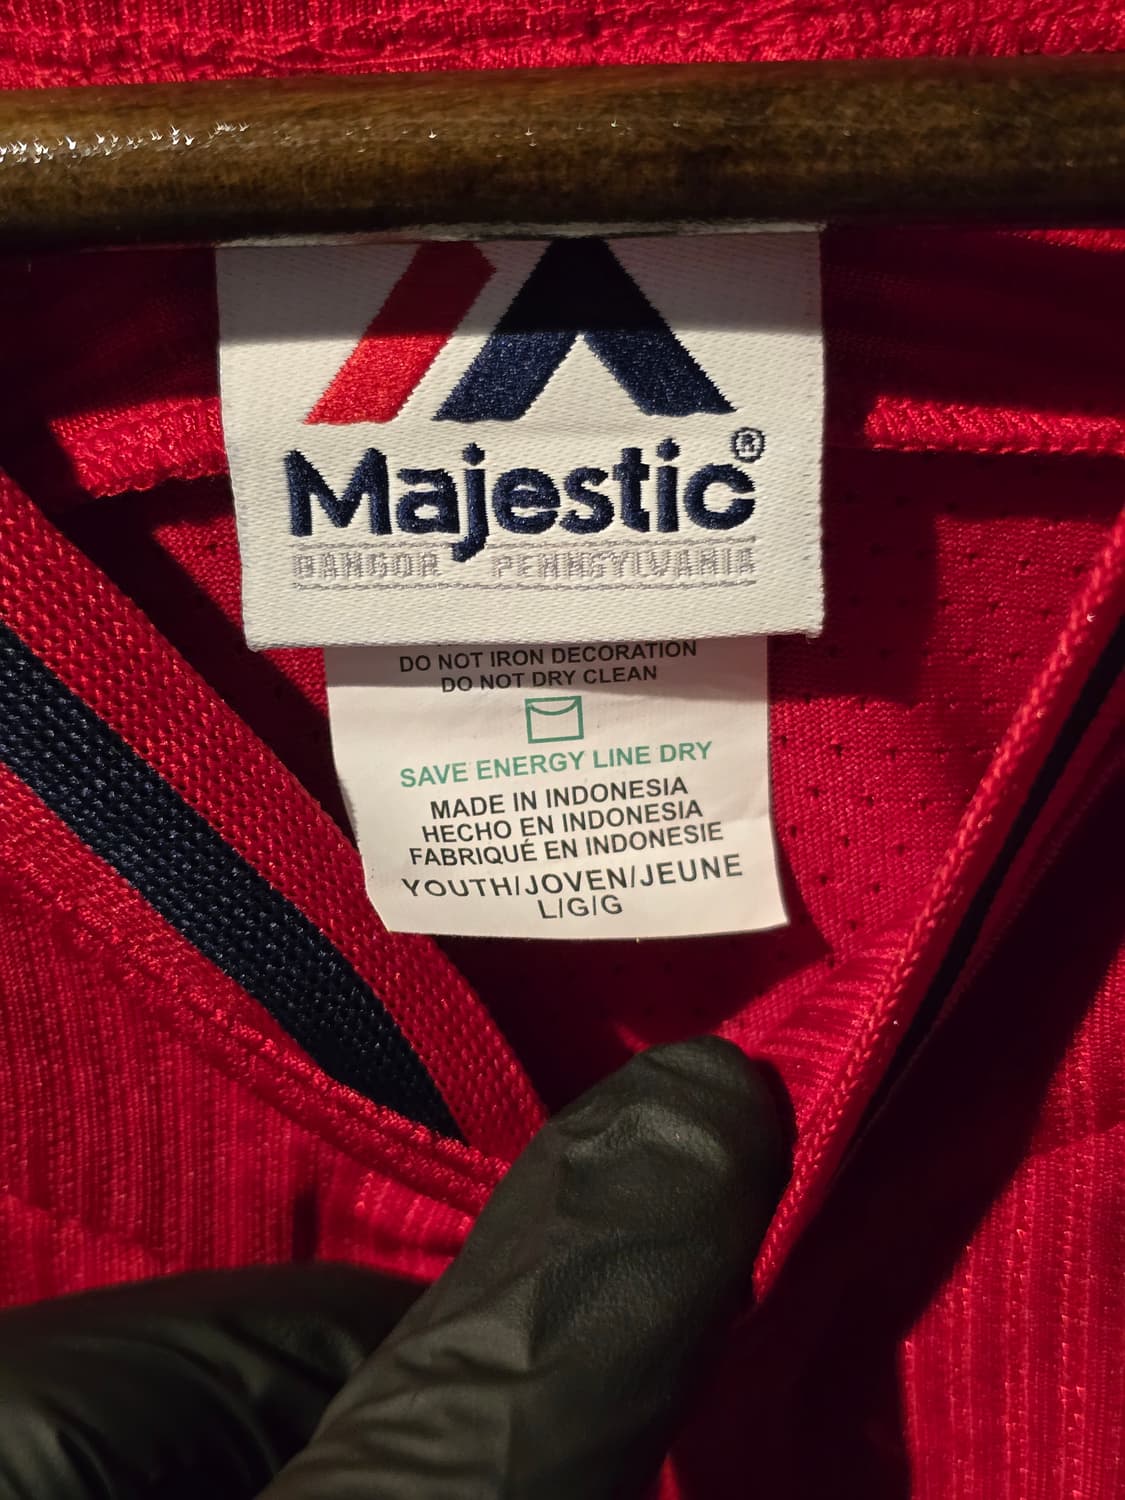 Majestic®
BANGOR PENNSYLVANIA
DO NOT IRON DECORATION
DO NOT DRY CLEAN
SAVE ENERGY LINE DRY
MADE IN INDONESIA
HECHO EN INDONESIA
FABRIQUÉ EN INDONESIE
YOUTH/JOVEN/JEUNE
L/G/G